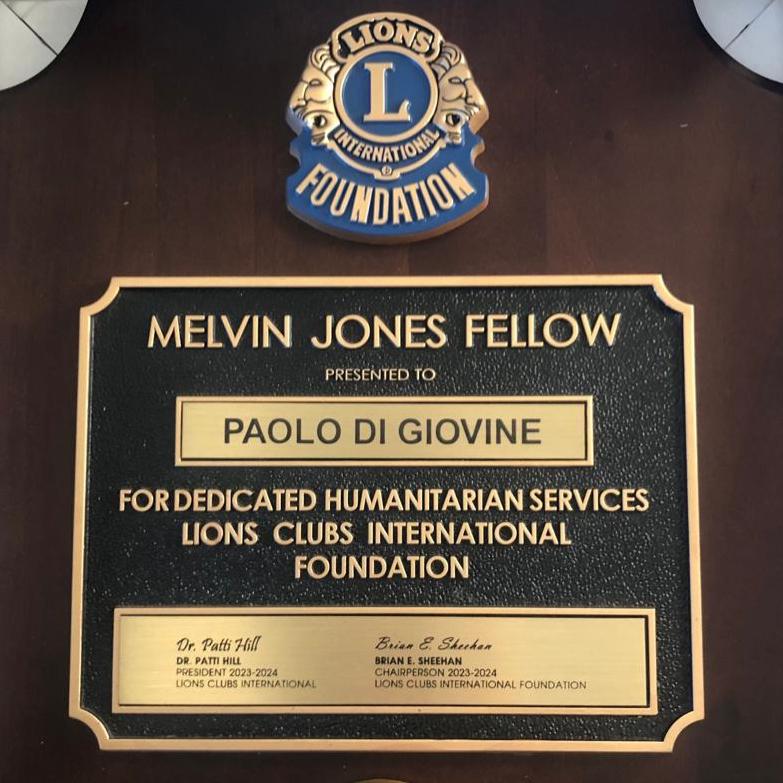 LIONS
L
INTERNATIONAL
®
FOUNDATION
MELVIN JONES FELLOW
PRESENTED TO
PAOLO DI GIOVINE
FOR DEDICATED HUMANITARIAN SERVICES
LIONS CLUBS INTERNATIONAL
FOUNDATION
Dr. Patti Hill
DR. PATTI HILL
PRESIDENT 2023-2024
LIONS CLUBS INTERNATIONAL
Brian E. Sheehan
BRIAN E. SHEEHAN
CHAIRPERSON 2023-2024
LIONS CLUBS INTERNATIONAL FOUNDATION